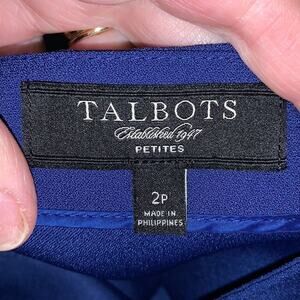 TALBOTS
Established 1947
PETITES
2P
MADE IN
PHILIPPINES